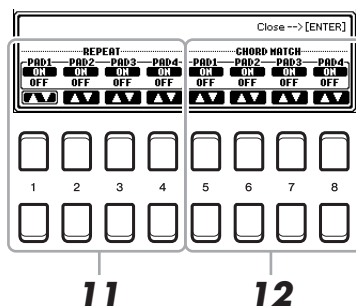 Close -->[ENTER]
REPEAT CHORD MATCH
PAD1 PAD2 PAD3 PAD4 PAD1 PAD2 PAD3 PAD4
ON ON ON ON ON ON ON ON
OFF OFF OFF OFF OFF OFF OFF OFF
1 2 3 4 5 6 7 8
11 12